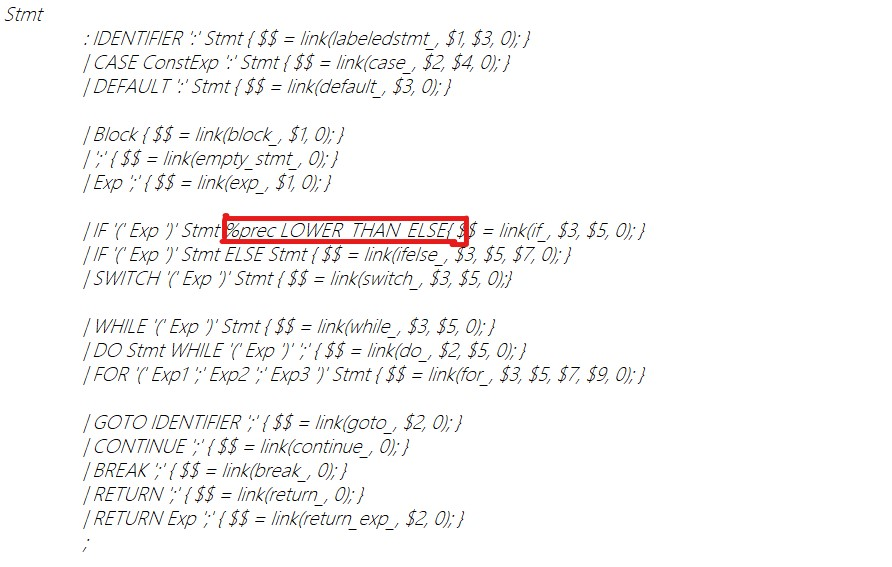 Stmt
: IDENTIFIER ':' Stmt { $$ = link(labeledstmt_, $1, $3, 0); }
| CASE ConstExp ':' Stmt { $$ = link(case_, $2, $4, 0); }
| DEFAULT ':' Stmt { $$ = link(default_, $3, 0); }
| Block { $$ = link(block_, $1, 0); }
| ';' { $$ = link(empty_stmt_, 0); }
| Exp ';' { $$ = link(exp_, $1, 0); }
| IF '(' Exp ')' Stmt %prec LOWER_THAN_ELSE{ $$ = link(if_, $3, $5, 0); }
| IF '(' Exp ')' Stmt ELSE Stmt { $$ = link(ifelse_, $3, $5, $7, 0); }
| SWITCH '(' Exp ')' Stmt { $$ = link(switch_, $3, $5, 0);}
| WHILE '(' Exp ')' Stmt { $$ = link(while_, $3, $5, 0); }
| DO Stmt WHILE '(' Exp ')' ';' { $$ = link(do_, $2, $5, 0); }
| FOR '(' Exp1 ';' Exp2 ';' Exp3 ')' Stmt { $$ = link(for_, $3, $5, $7, $9, 0); }
| GOTO IDENTIFIER ';' { $$ = link(goto_, $2, 0); }
| CONTINUE ';' { $$ = link(continue_, 0); }
| BREAK ';' { $$ = link(break_, 0); }
| RETURN ';' { $$ = link(return_, 0); }
| RETURN Exp ';' { $$ = link(return_exp_, $2, 0); }
;